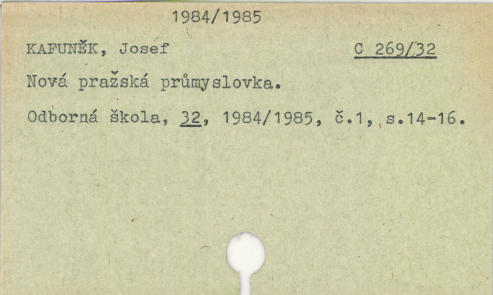 1984/1985
KAFUNĚK, Josef C 269/32
Nová pražská průmyslovka.
Odborná škola, 32, 1984/1985, č.1, s.14-16.